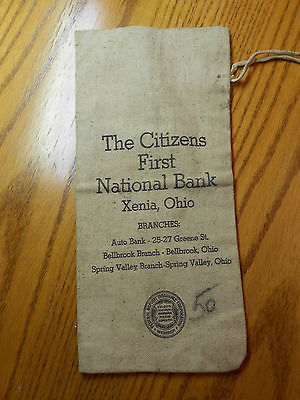 The Citizens
First
National Bank
Xenia, Ohio
BRANCHES:
Auto Bank - 25-27 Greene St.
Bellbrook Branch - Bellbrook, Ohio
Spring Valley Branch-Spring Valley, Ohio
50